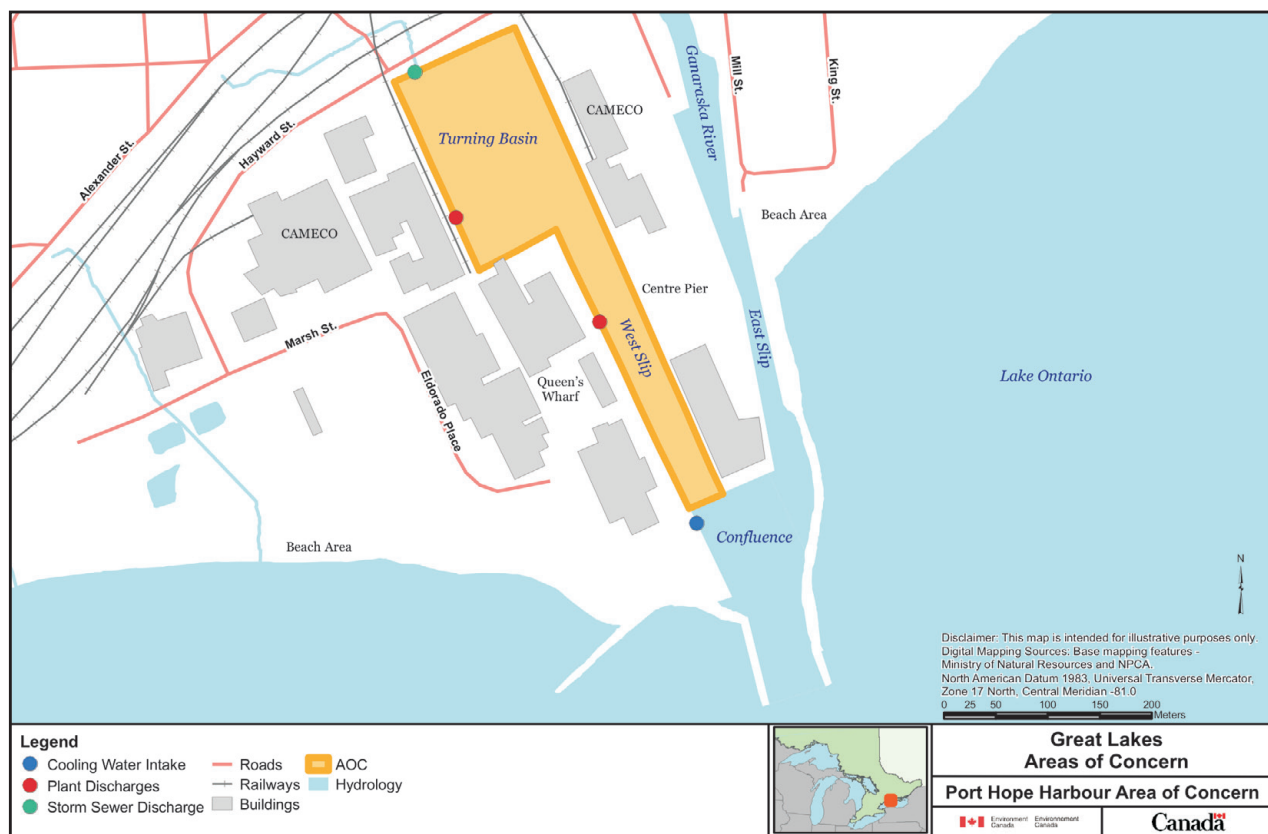 Ganaraska River
Mill St.
King St.
CAMECO
Turning Basin
Hayward St.
Alexander St.
Beach Area
CAMECO
Centre Pier
Marsh St.
West Slip
East Slip
Lake Ontario
Eldorado Place
Queen's
Wharf
Confluence
Beach Area
N
Disclaimer: This map is intended for illustrative purposes only.
Digital Mapping Sources: Base mapping features -
Ministry of Natural Resources and NPCA.
North American Datum 1983, Universal Transverse Mercator,
Zone 17 North, Central Meridian -81.0
0 25 50 100 150 200
Meters
Legend
Cooling Water Intake
Plant Discharges
Storm Sewer Discharge
Roads
Railways
Buildings
AOC
Hydrology
Great Lakes
Areas of Concern
Port Hope Harbour Area of Concern
Environment Environnement
Canada Canada
Canada